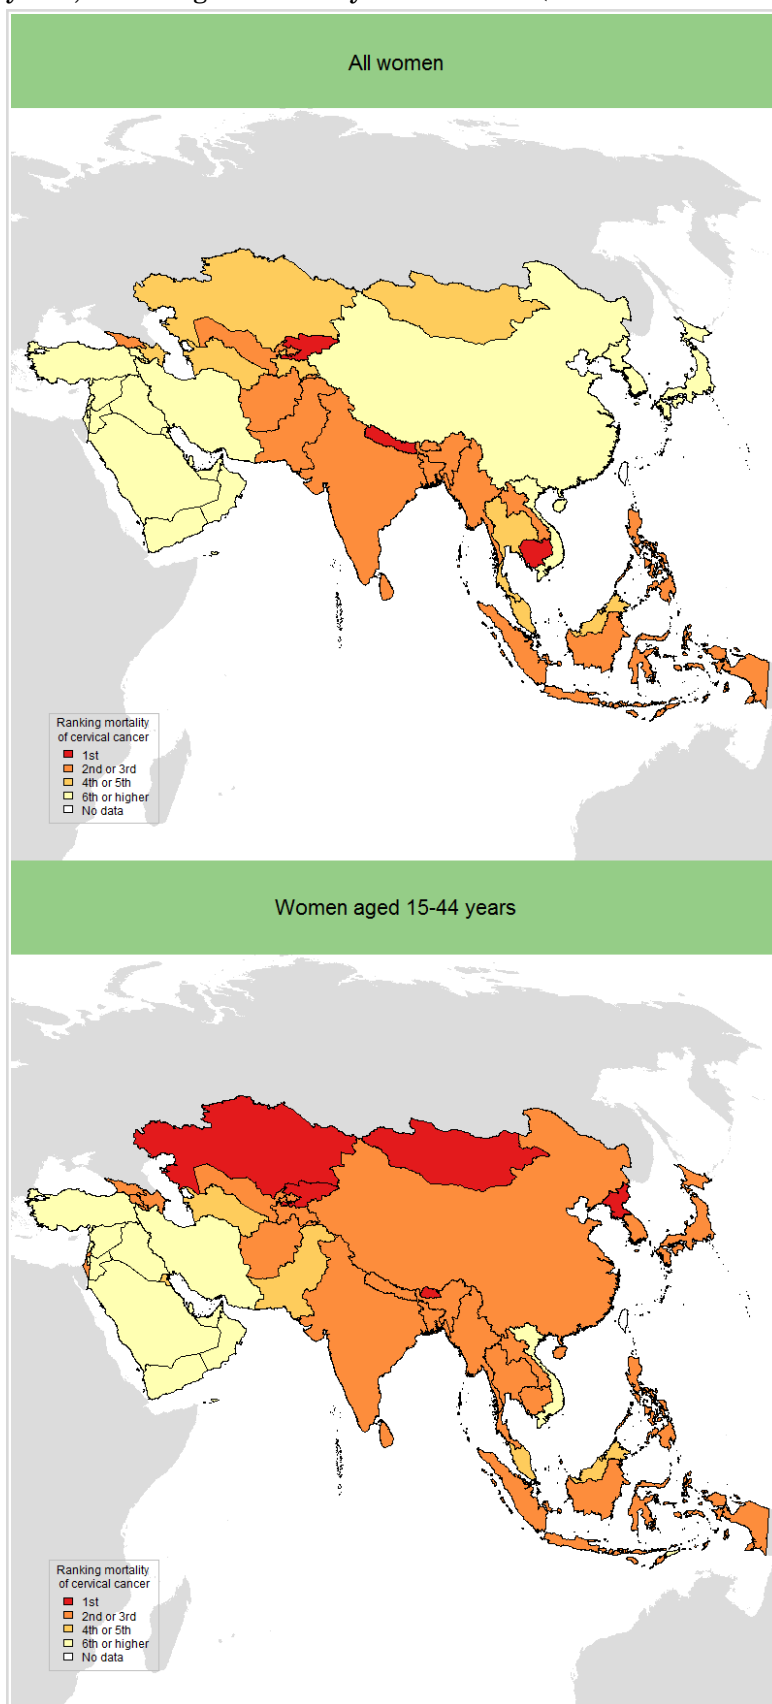 All women
Ranking mortality
of cervical cancer
1st
2nd or 3rd
4th or 5th
6th or higher
No data
Women aged 15-44 years
Ranking mortality
of cervical cancer
1st
2nd or 3rd
4th or 5th
6th or higher
No data